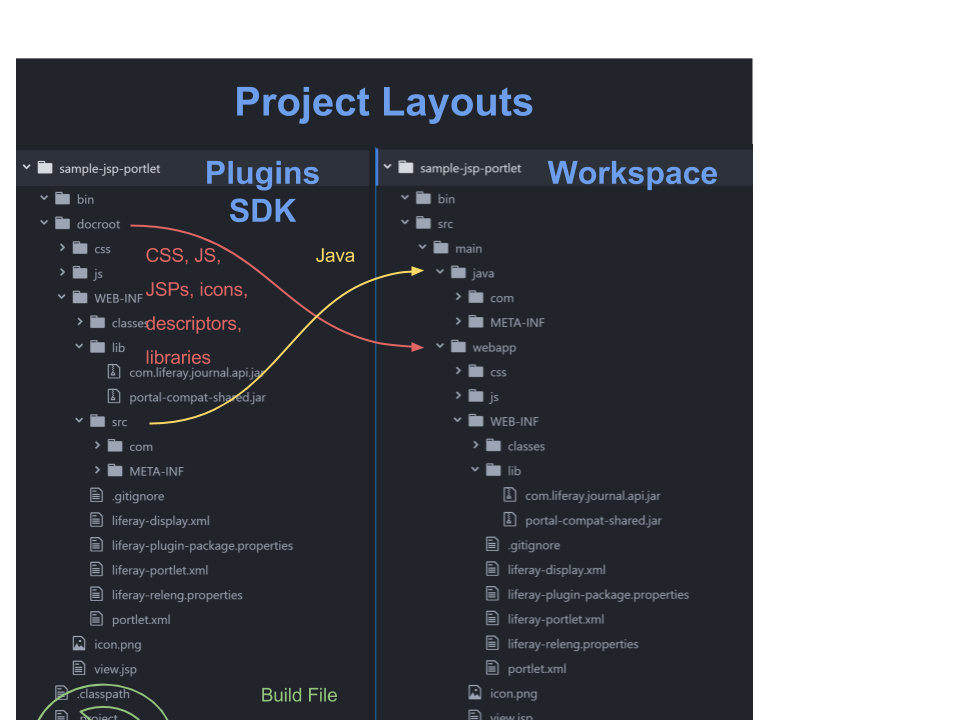 Project Layouts
sample-jsp-portlet
Plugins
SDK
bin
docroot
css
CSS, JS,
Java
js
JSPs, icons,
WEB-INF
classes
descriptors,
lib
libraries
com.liferay.journal.api.jar
portal-compat-shared.jar
src
com
META-INF
.gitignore
liferay-display.xml
liferay-plugin-package.properties
liferay-portlet.xml
liferay-releng.properties
portlet.xml
icon.png
view.jsp
.classpath
Build File
.project
sample-jsp-portlet
Workspace
bin
src
main
java
com
META-INF
webapp
css
js
WEB-INF
classes
lib
com.liferay.journal.api.jar
portal-compat-shared.jar
.gitignore
liferay-display.xml
liferay-plugin-package.properties
liferay-portlet.xml
liferay-releng.properties
portlet.xml
icon.png
view.jsp